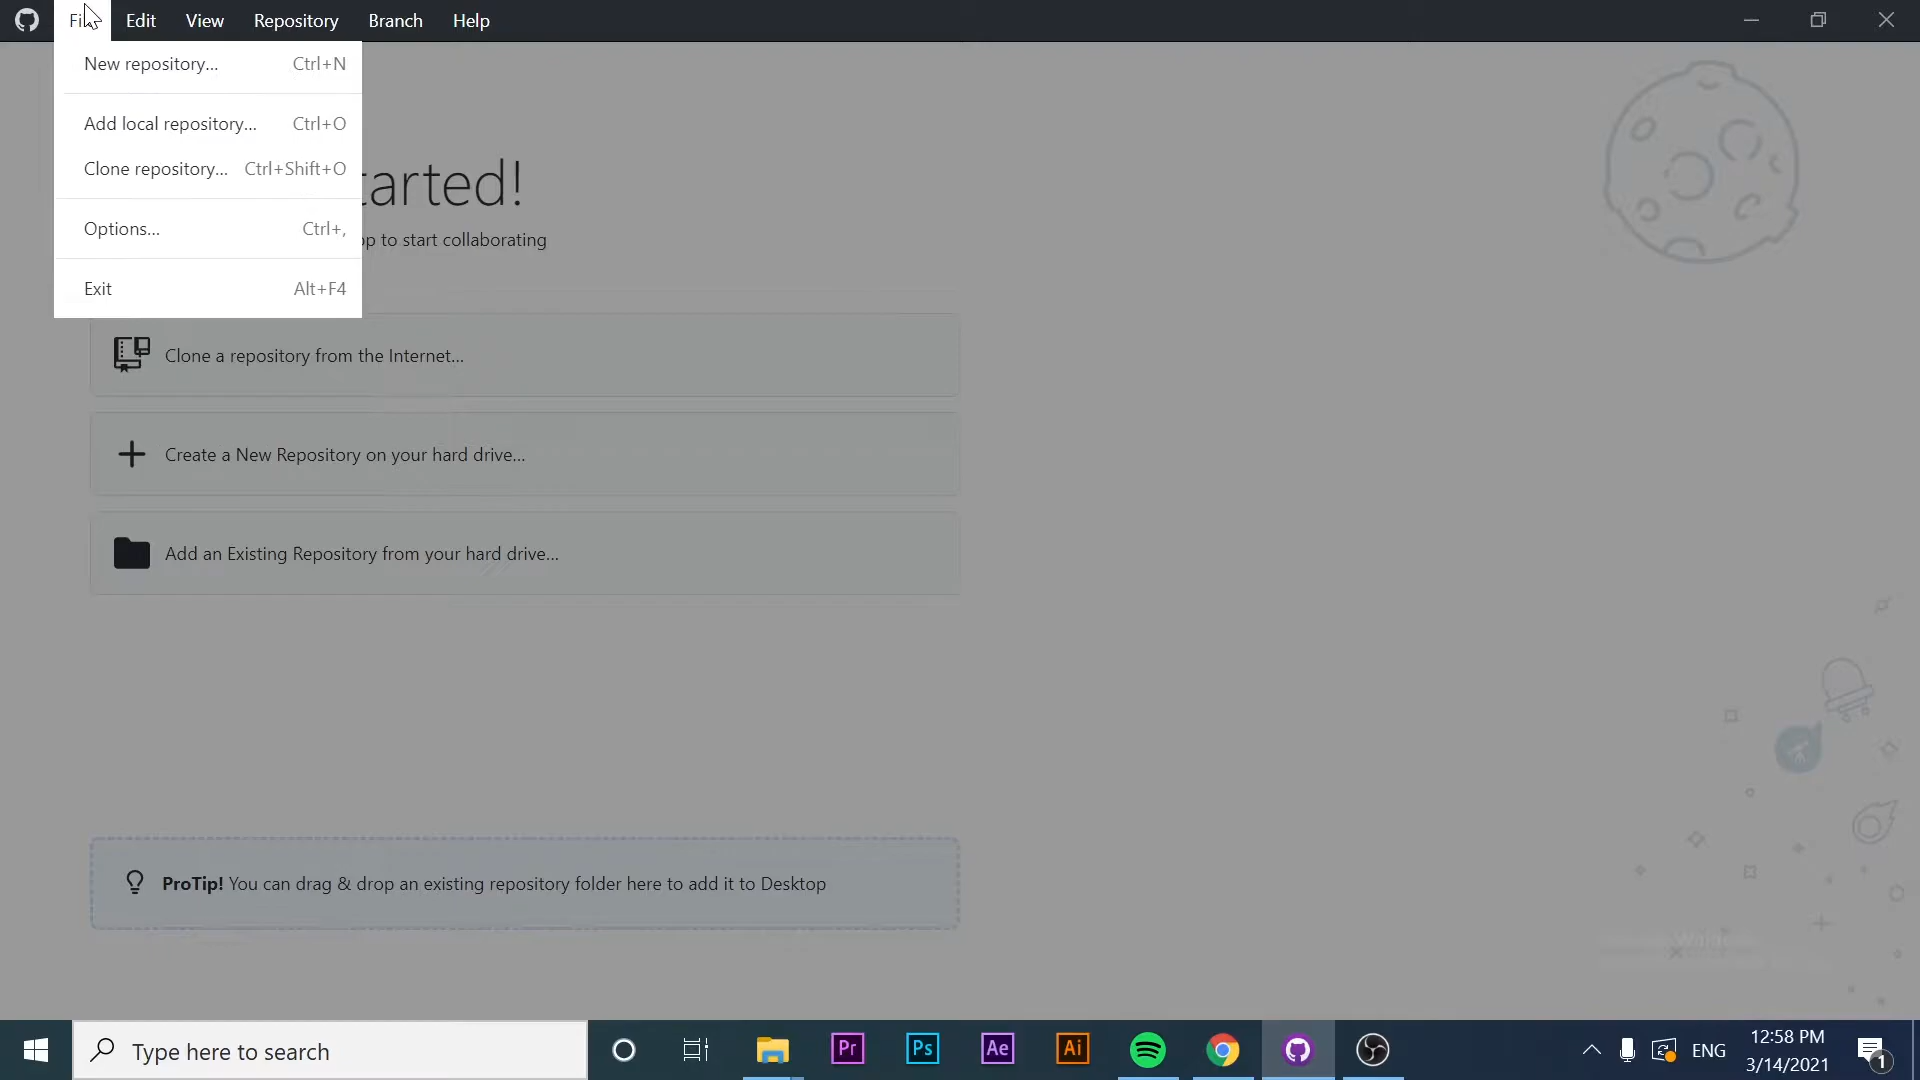 File Edit View Repository Branch Help
New repository... Ctrl+N
Add local repository... Ctrl+O
Clone repository... Ctrl+Shift+O
Options... Ctrl+,
Exit Alt+F4
tarted!
to start collaborating
Clone a repository from the Internet...
Create a New Repository on your hard drive...
Add an Existing Repository from your hard drive...
ProTip! You can drag & drop an existing repository folder here to add it to Desktop
Type here to search
Pr
Ps
Ae
Ai
ENG
12:58 PM
3/14/2021
1